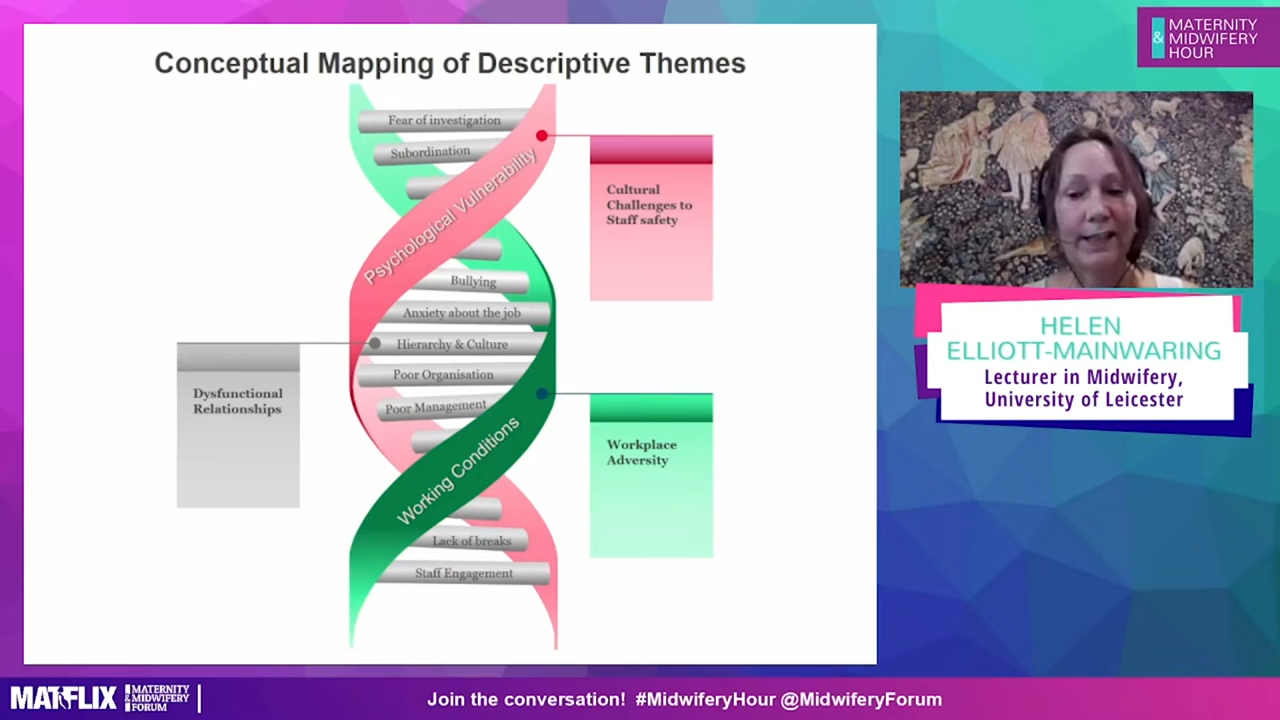 Conceptual Mapping of Descriptive Themes
Fear of investigation
Subordination
Psychological Vulnerability
Bullying
Anxiety about the job
Hierarchy & Culture
Poor Organisation
Poor Management
Working Conditions
Lack of breaks
Staff Engagement
Cultural
Challenges to
Staff safety
Dysfunctional
Relationships
Workplace
Adversity
MATERNITY
& MIDWIFERY
HOUR
HELEN
ELLIOTT-MAINWARING
Lecturer in Midwifery,
University of Leicester
MATFLIX
MATERNITY
& MIDWIFERY
FORUM
Join the conversation! #MidwiferyHour @MidwiferyForum